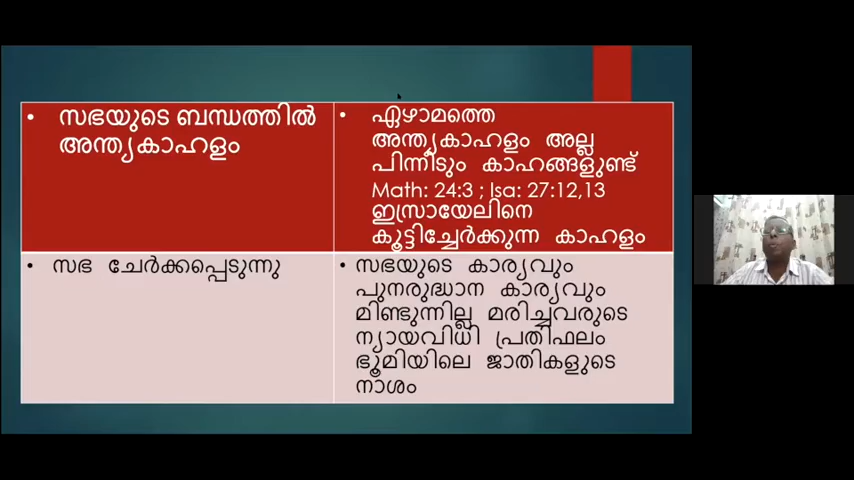 • സഭയുടെ ബന്ധത്തിൽ
അന്ത്യകാഹളം
• ഏഴാമത്തെ
അന്ത്യകാഹളം അല്ല
പിന്നീടും കാഹങ്ങളുണ്ട്
Math: 24:3 ; Isa: 27:12,13
ഇസ്രായേലിനെ
കൂട്ടിച്ചേർക്കുന്ന കാഹളം
• സഭ ചേർക്കപ്പെടുന്നു
• സഭയുടെ കാര്യവും
പുനരുദ്ധാന കാര്യവും
മിണ്ടുന്നില്ല മരിച്ചവരുടെ
ന്യായവിധി പ്രതിഫലം
ഭൂമിയിലെ ജാതികളുടെ
നാശം